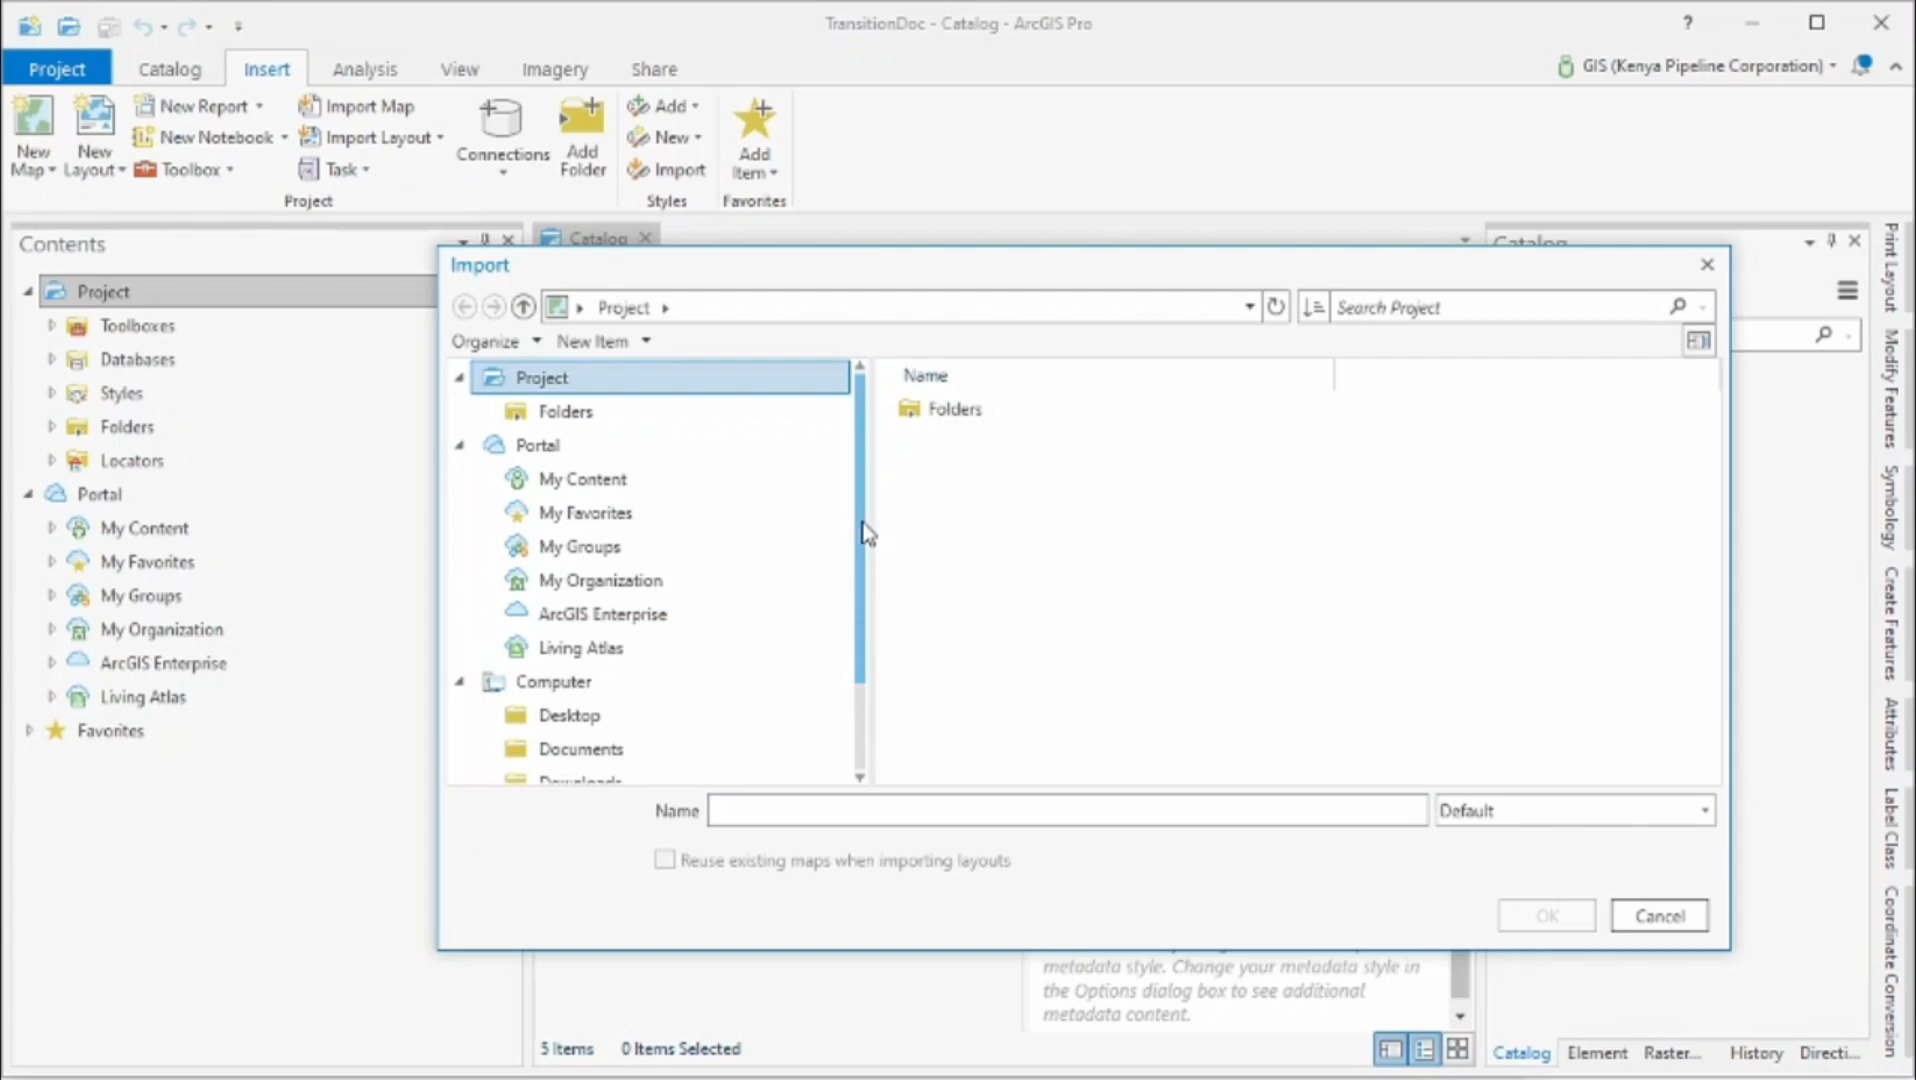 TransitionDoc - Catalog - ArcGIS Pro
?
Project Catalog Insert Analysis View Imagery Share
GIS (Kenya Pipeline Corporation)
New Map
New Layout
New Report
New Notebook
Toolbox
Import Map
Import Layout
Task
Connections
Add Folder
Add
New
Import
Add Item
Project
Styles
Favorites
Contents
Project
Toolboxes
Databases
Styles
Folders
Locators
Portal
My Content
My Favorites
My Groups
My Organization
ArcGIS Enterprise
Living Atlas
Favorites
Catalog
Catalog
Import
Project
Search Project
Organize
New Item
Project
Folders
Portal
My Content
My Favorites
My Groups
My Organization
ArcGIS Enterprise
Living Atlas
Computer
Desktop
Documents
Downloads
Name
Folders
Name
Default
Reuse existing maps when importing layouts
OK
Cancel
metadata style. Change your metadata style in
the Options dialog box to see additional
metadata content.
5 Items
0 Items Selected
Catalog Element Raster... History Directi...
Print Layout
Modify Features
Symbology
Create Features
Attributes
Label Class
Coordinate Conversion